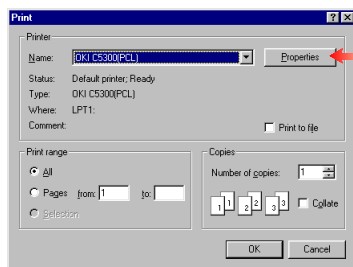 Print
Printer
Name: OKI C5300(PCL) Properties
Status: Default printer; Ready
Type: OKI C5300(PCL)
Where: LPT1:
Comment: Print to file
Print range
All
Pages from: 1 to:
Selection
Copies
Number of copies: 1
1 1 2 2 3 3 Collate
OK Cancel